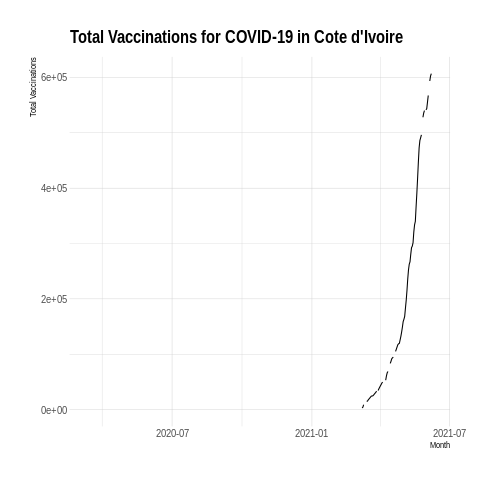 Total Vaccinations for COVID-19 in Cote d'Ivoire
Total Vaccinations
6e+05
4e+05
2e+05
0e+00
2020-07
2021-01
2021-07
Month